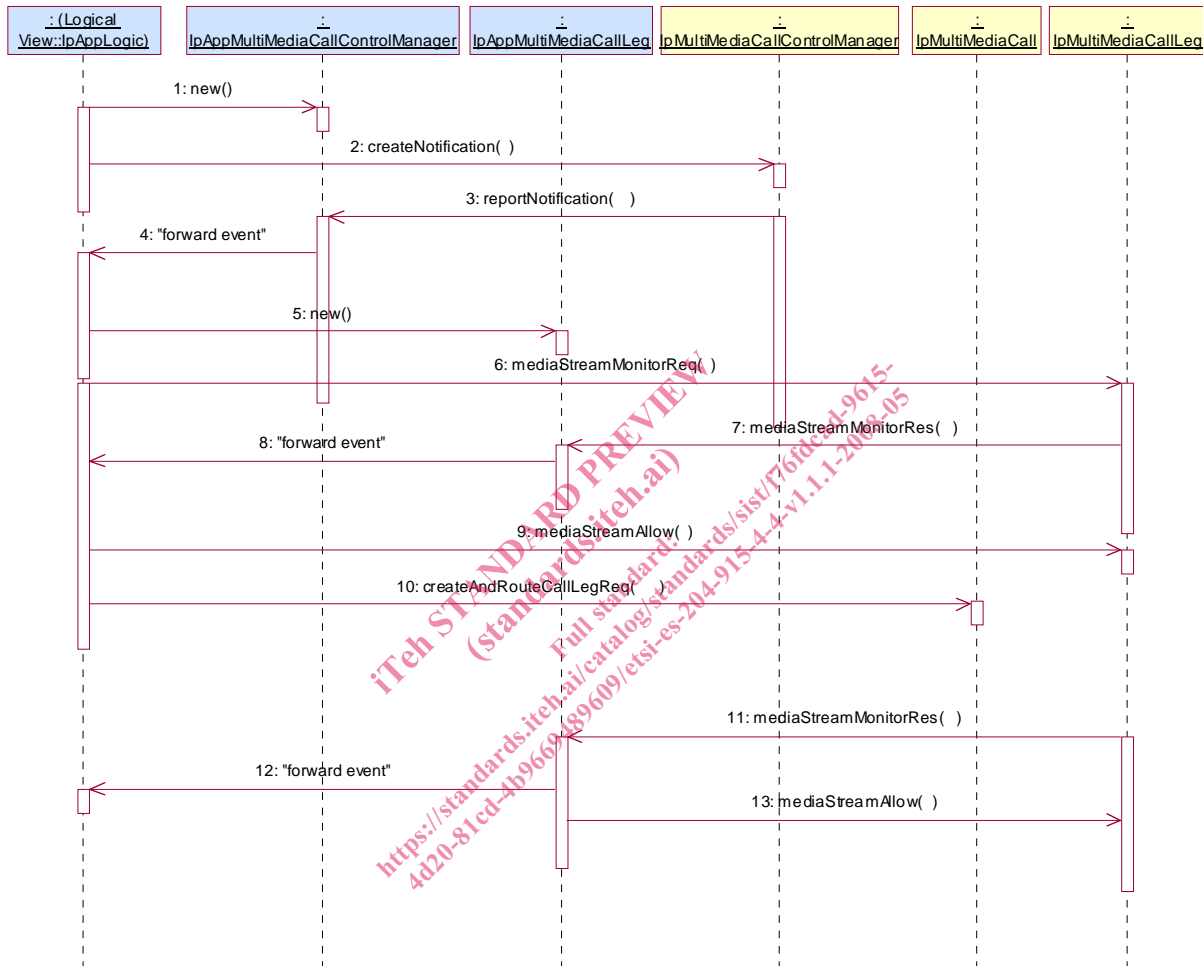 : (Logical
View::IpAppLogic)
:
IpAppMultiMediaCallControlManager
:
IpAppMultiMediaCallLeg
:
IpMultiMediaCallControlManager
:
IpMultiMediaCall
:
IpMultiMediaCallLeg
1: new()
2: createNotification( )
3: reportNotification( )
4: "forward event"
5: new()
6: mediaStreamMonitorReq( )
7: mediaStreamMonitorRes( )
8: "forward event"
9: mediaStreamAllow( )
10: createAndRouteCallLegReq( )
11: mediaStreamMonitorRes( )
12: "forward event"
13: mediaStreamAllow( )
iTeh STANDARD PREVIEW
(standards.iteh.ai)
Full standard:
https://standards.iteh.ai/catalog/standards/sist/f76fdcad-9615-
4d20-81cd-4b9669489609/etsi-es-204-915-4-4-v1.1.1-2008-05